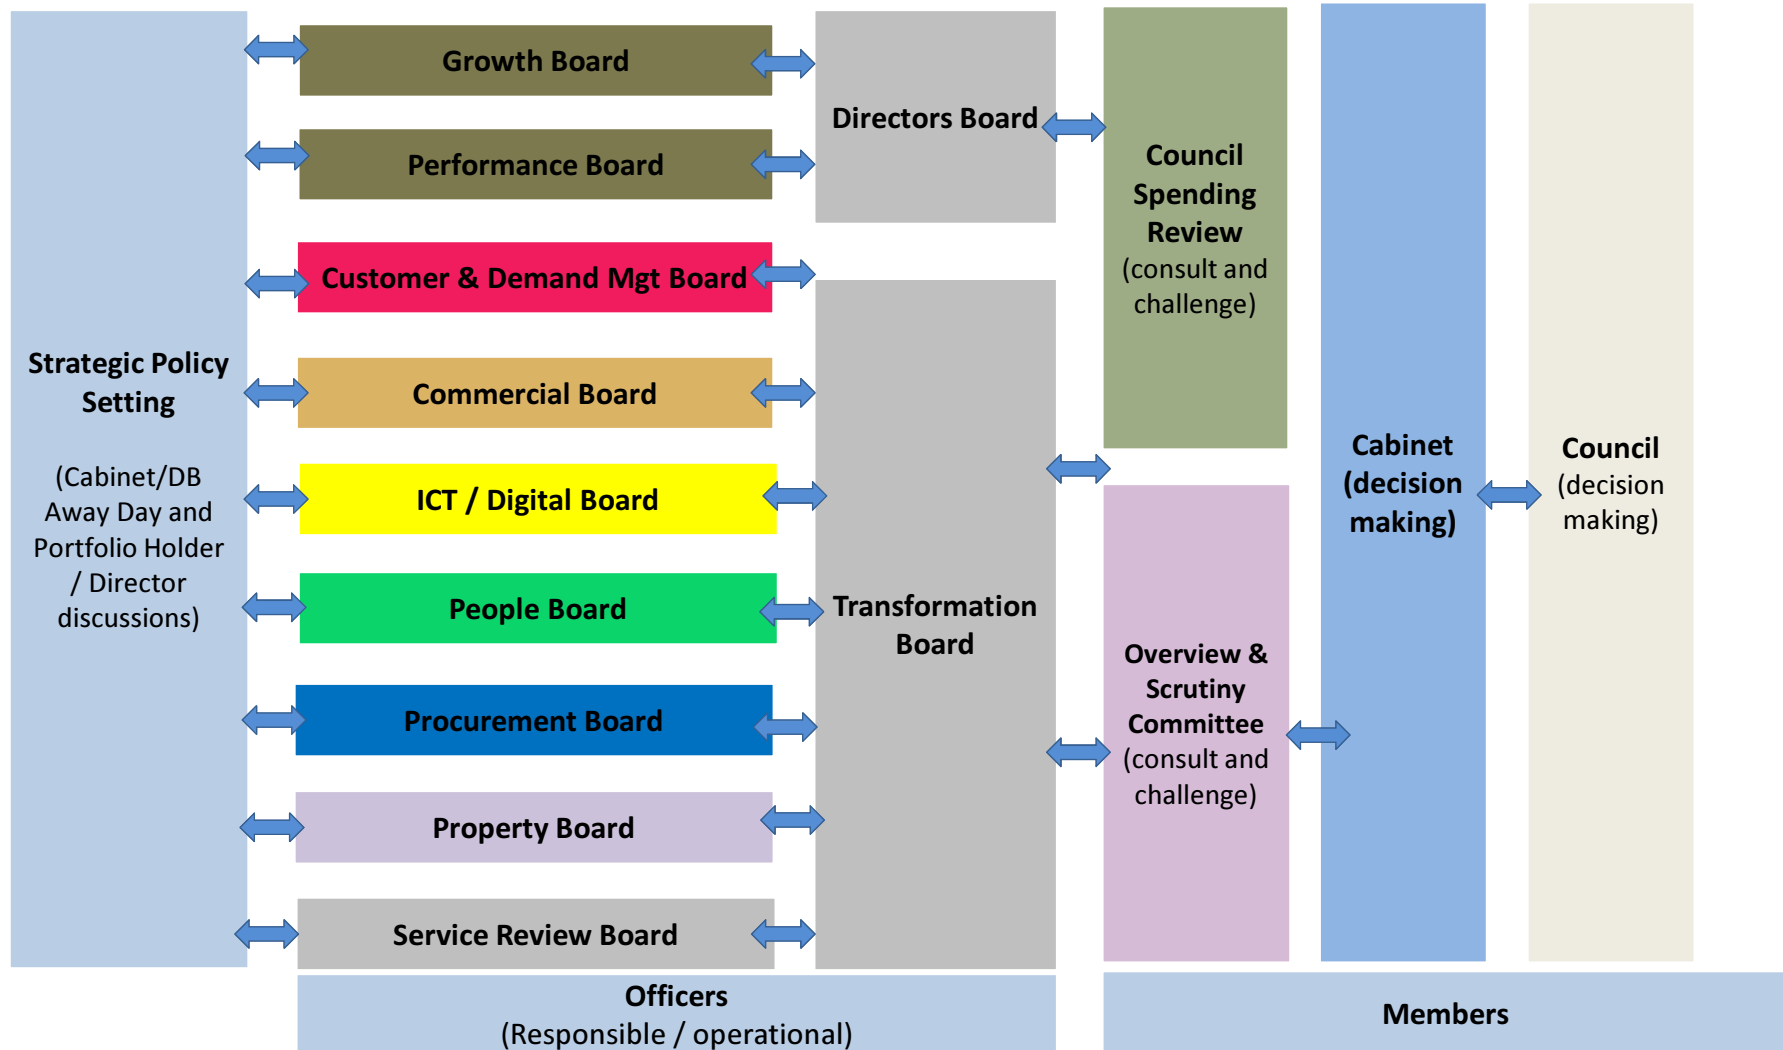 Strategic Policy
Setting
(Cabinet/DB
Away Day and
Portfolio Holder
/ Director
discussions)
Growth Board
Performance Board
Customer & Demand Mgt Board
Commercial Board
ICT / Digital Board
People Board
Procurement Board
Property Board
Service Review Board
Directors Board
Transformation
Board
Council
Spending
Review
(consult and
challenge)
Overview &
Scrutiny
Committee
(consult and
challenge)
Cabinet
(decision
making)
Council
(decision
making)
Officers
(Responsible / operational)
Members